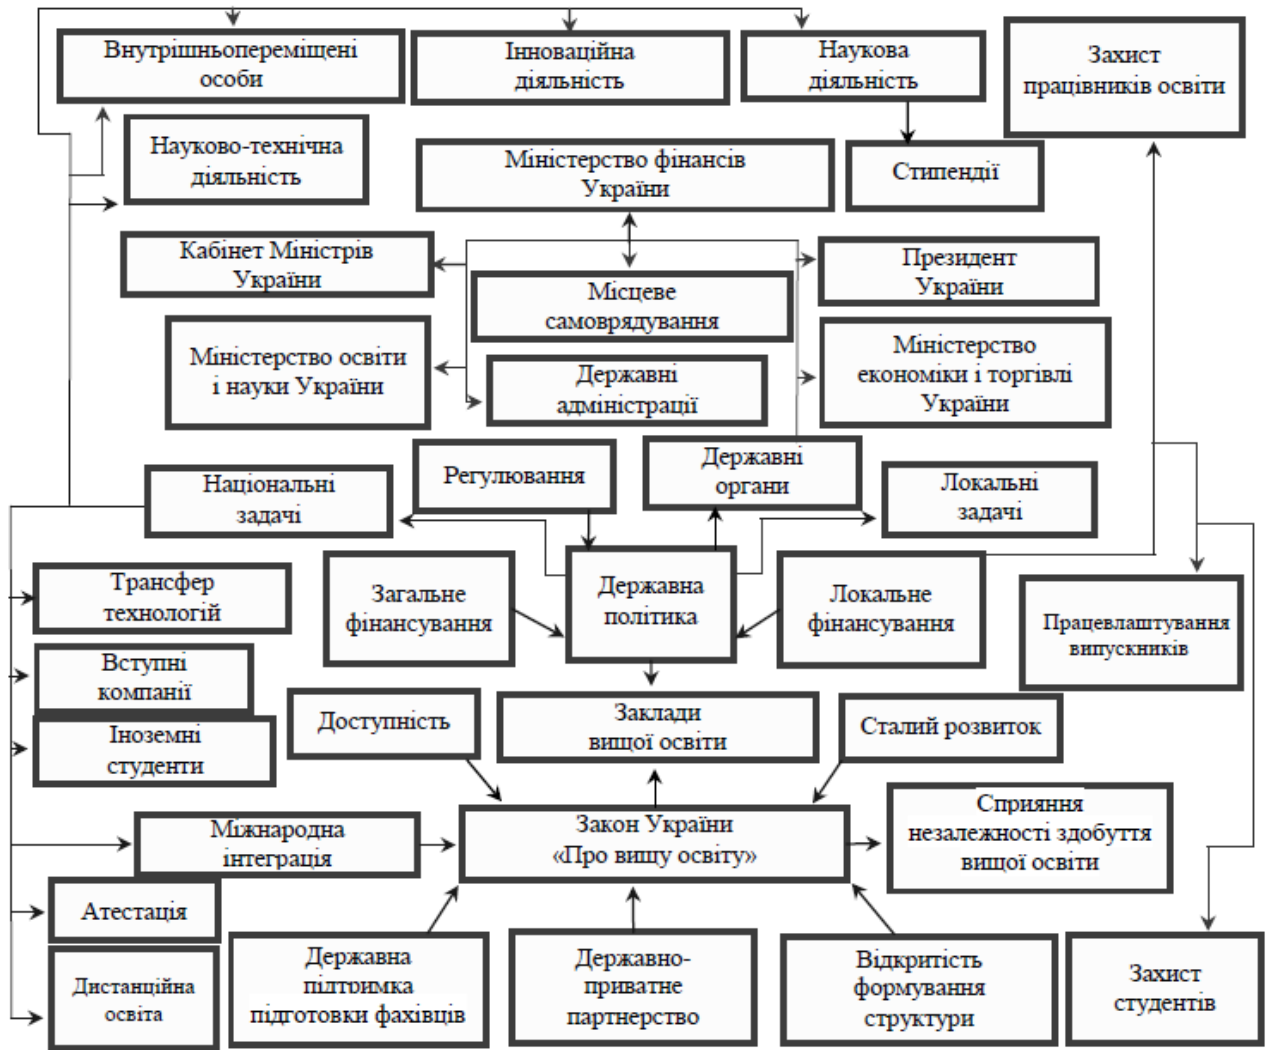 Внутрішньопереміщені
особи
Інноваційна
діяльність
Наукова
діяльність
Захист
працівників освіти
Науково-технічна
діяльність
Міністерство фінансів
України
Стипендії
Кабінет Міністрів
України
Президент
України
Місцеве
самоврядування
Міністерство освіти
і науки України
Державні
адміністрації
Міністерство
економіки і торгівлі
України
Національні
задачі
Регулювання
Державні
органи
Локальні
задачі
Трансфер
технологій
Загальне
фінансування
Державна
політика
Локальне
фінансування
Працевлаштування
випускників
Вступні
компанії
Доступність
Заклади
вищої освіти
Сталий розвиток
Іноземні
студенти
Міжнародна
інтеграція
Закон України
«Про вищу освіту»
Сприяння
незалежності здобуття
вищої освіти
Атестація
Дистанційна
освіта
Державна
підтримка
підготовки фахівців
Державно-
приватне
партнерство
Відкритість
формування
структури
Захист
студентів